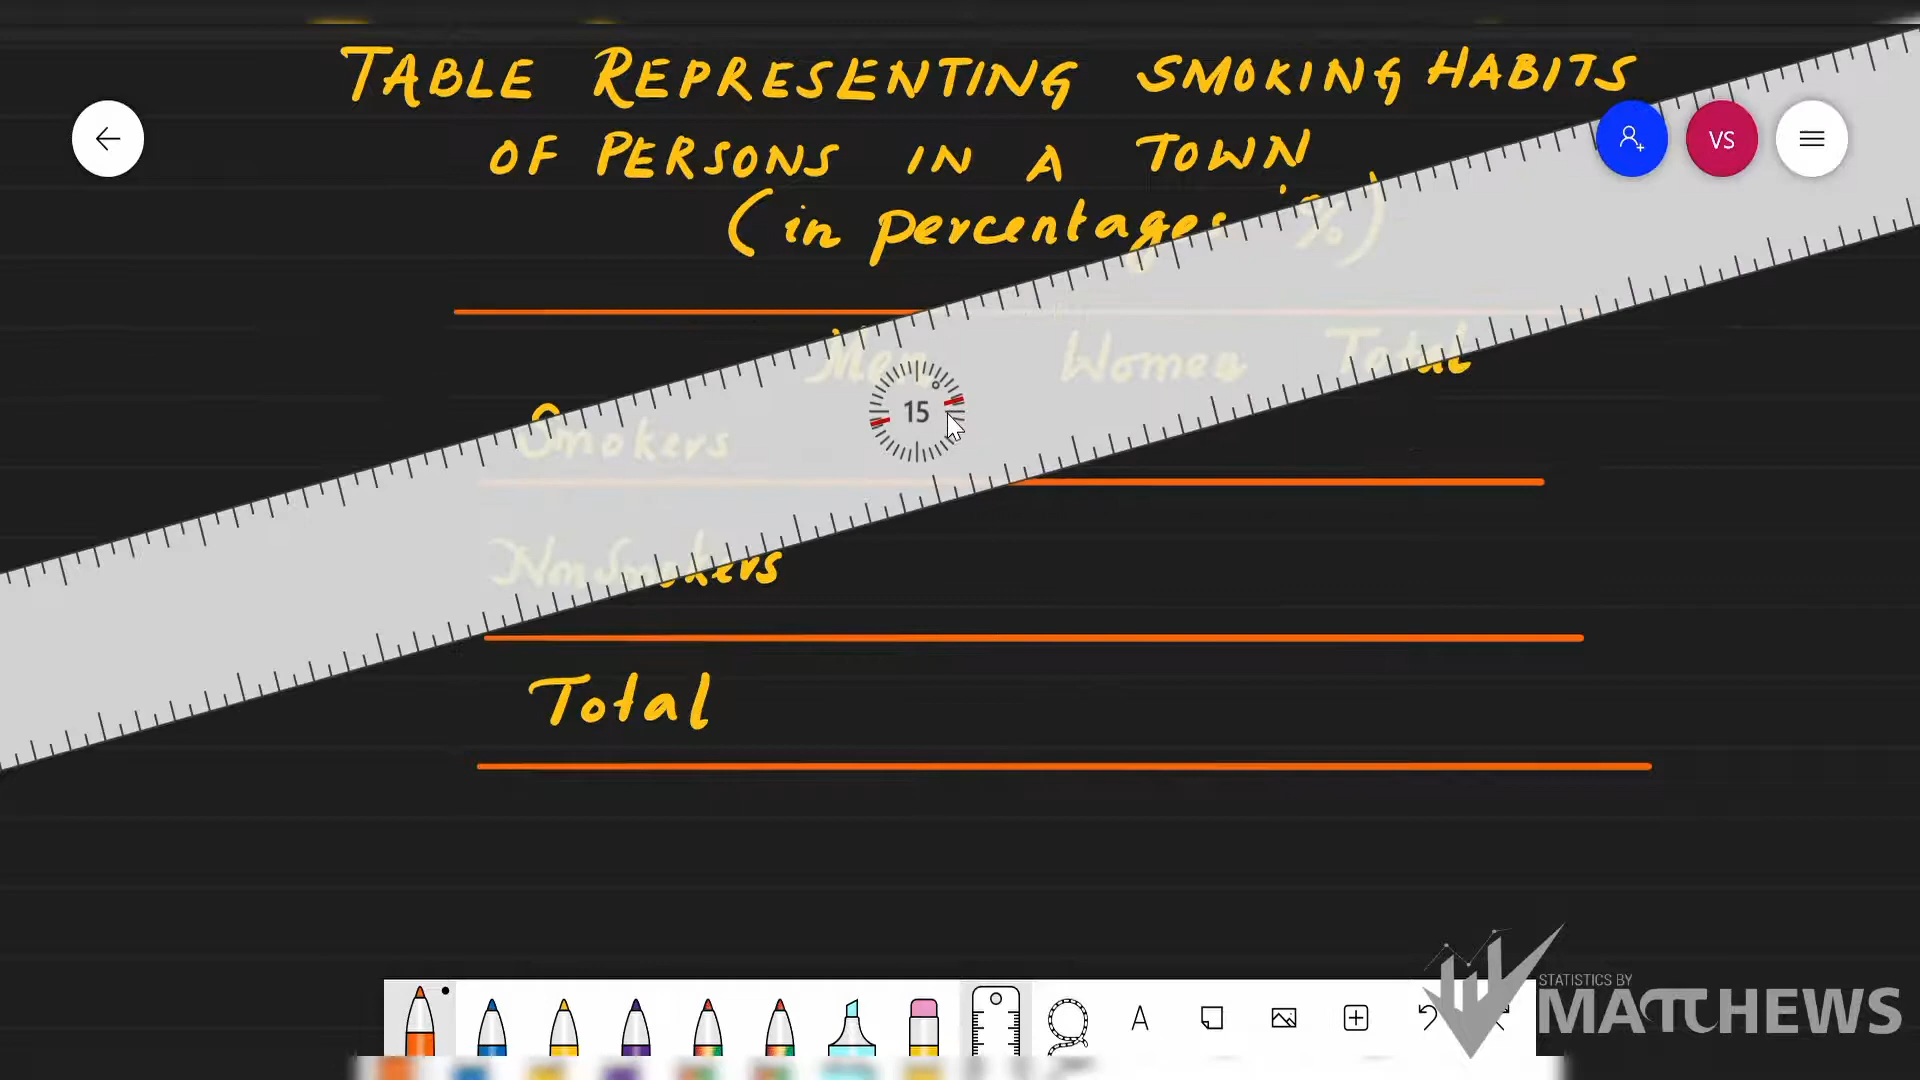 TABLE REPRESENTING SMOKING HABITS
OF PERSONS IN A TOWN
(in percentages %)
VS
Men Women Total
15°
Smokers
Non Smokers
Total
A
STATISTICS BY
MATTHEWS